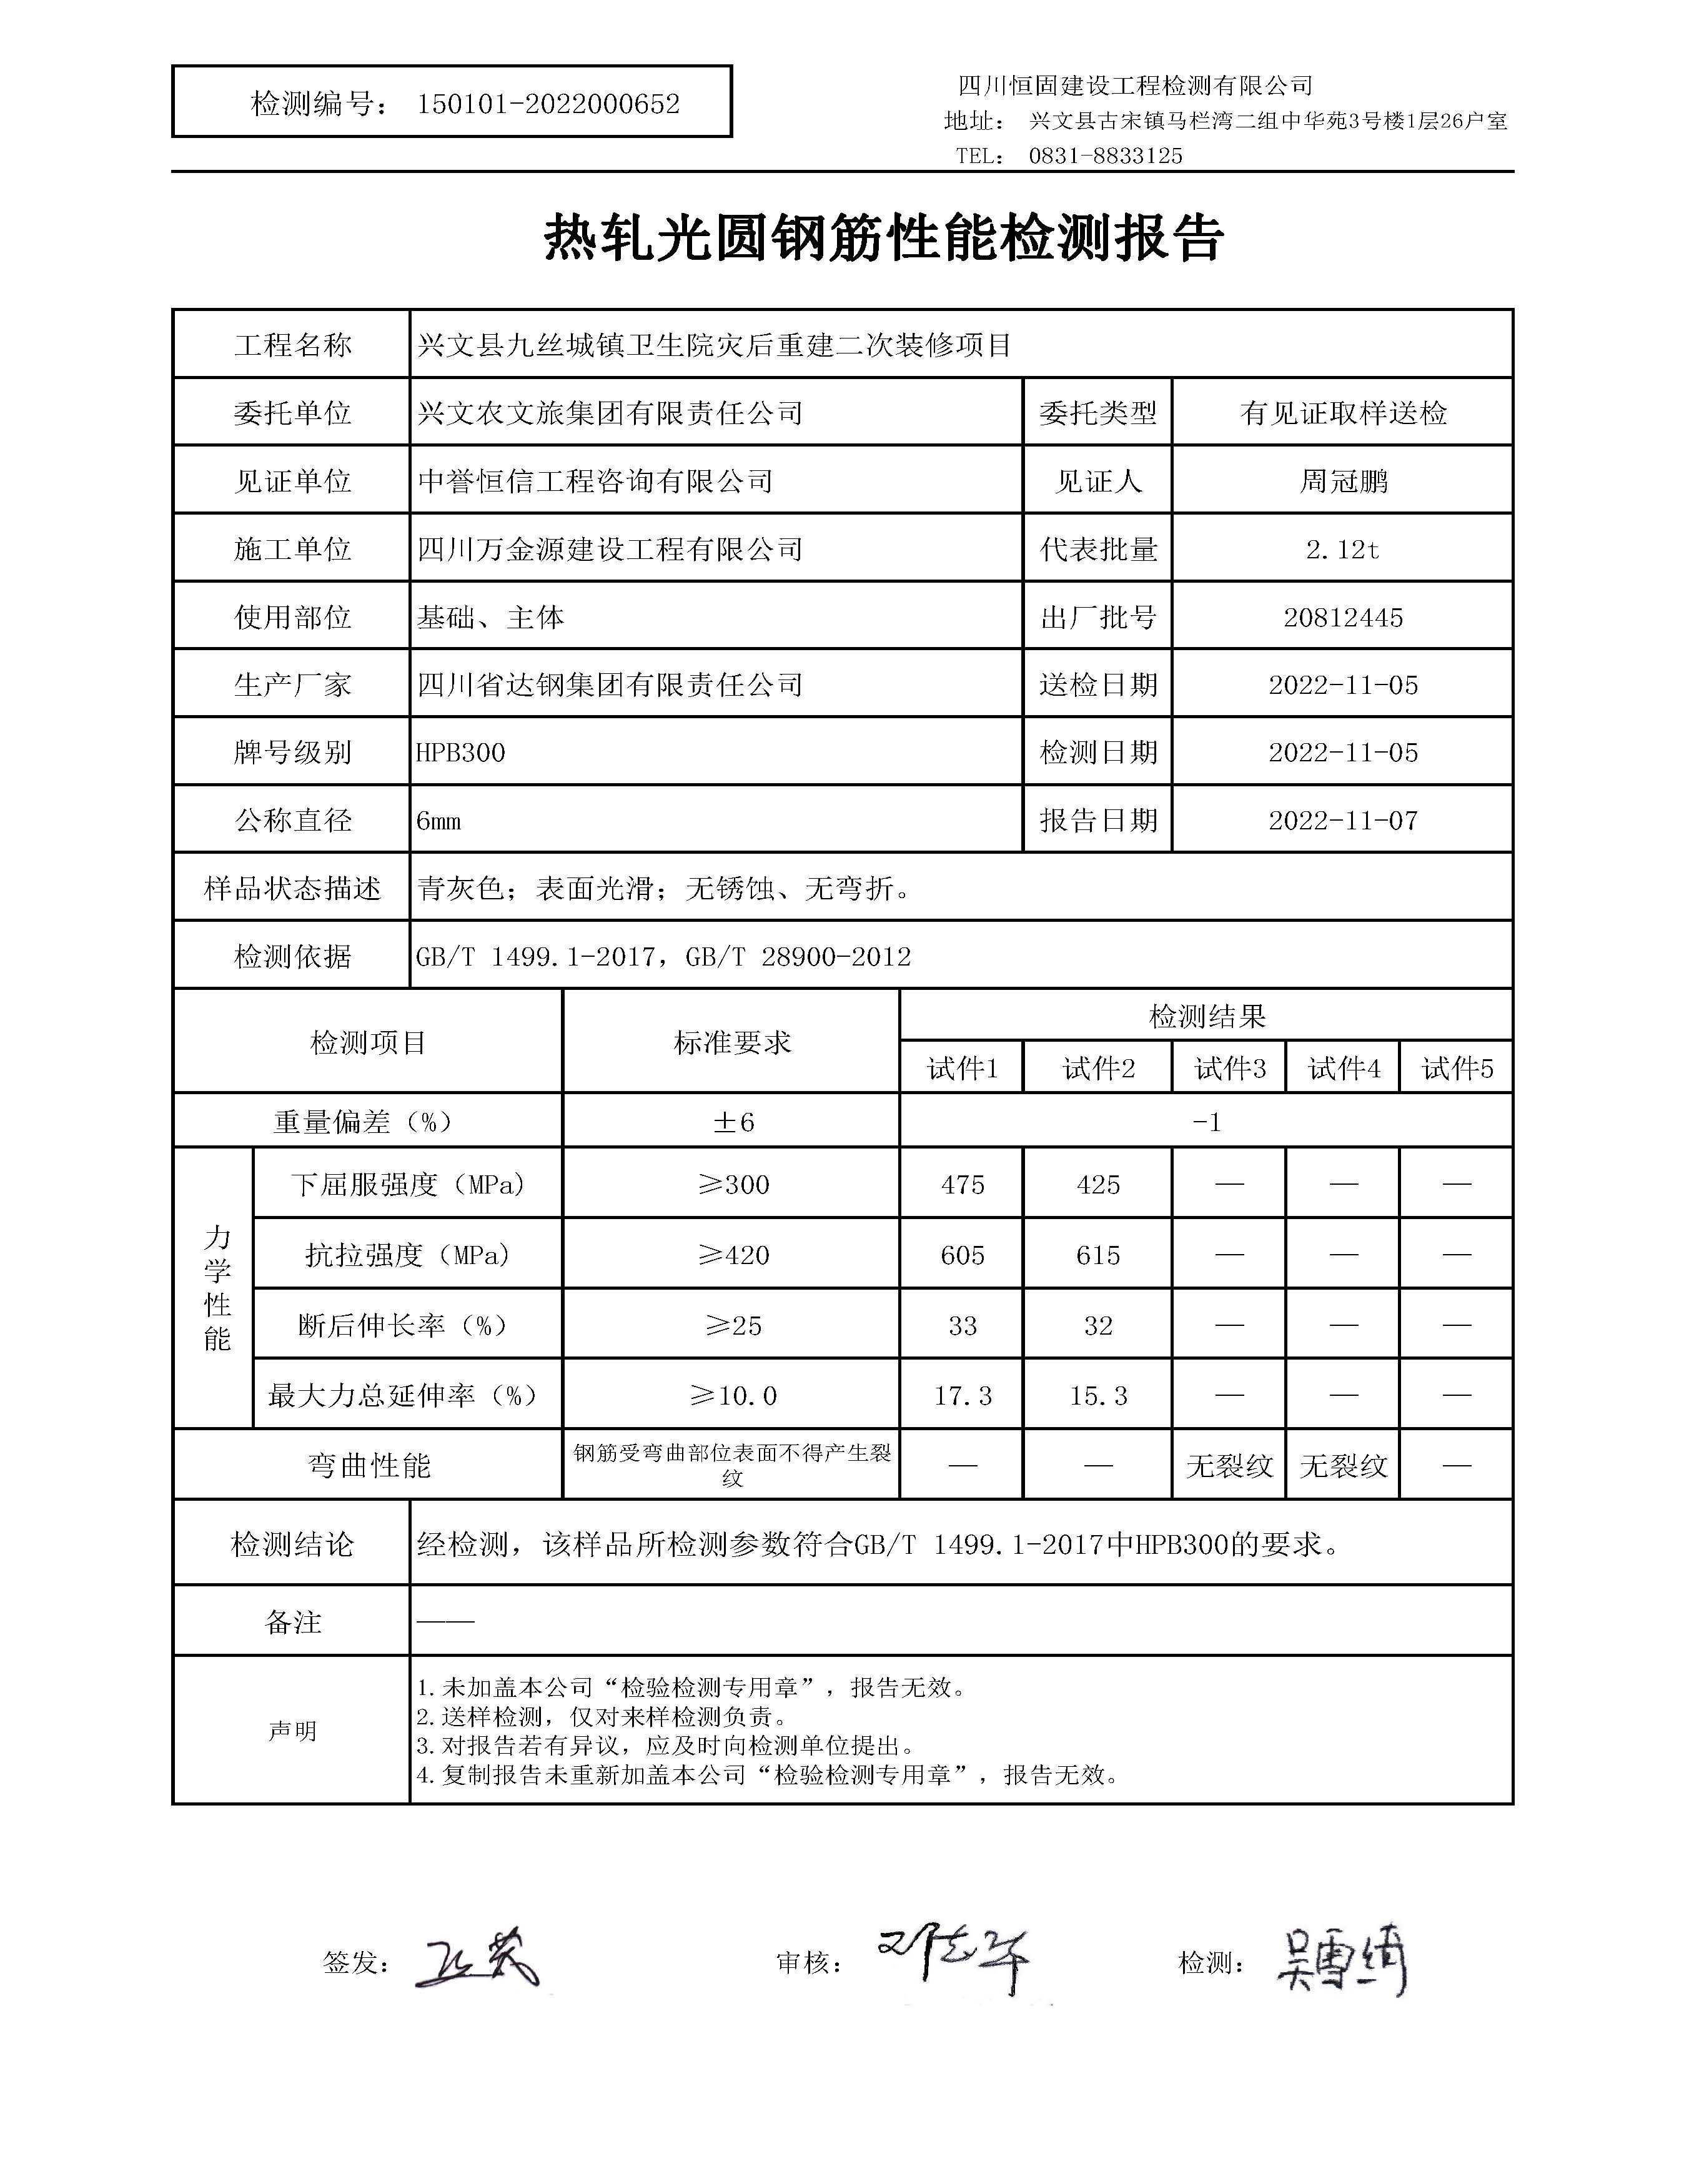 检测编号： 150101-2022000652
四川恒固建设工程检测有限公司
地址： 兴文县古宋镇马栏湾二组中华苑3号楼1层26户室
TEL： 0831-8833125
热轧光圆钢筋性能检测报告
工程名称 兴文县九丝城镇卫生院灾后重建二次装修项目
委托单位 兴文农文旅集团有限责任公司 委托类型 有见证取样送检
见证单位 中誉恒信工程咨询有限公司 见证人 周冠鹏
施工单位 四川万金源建设工程有限公司 代表批量 2.12t
使用部位 基础、主体 出厂批号 20812445
生产厂家 四川省达钢集团有限责任公司 送检日期 2022-11-05
牌号级别 HPB300 检测日期 2022-11-05
公称直径 6mm 报告日期 2022-11-07
样品状态描述 青灰色；表面光滑；无锈蚀、无弯折。
检测依据 GB/T 1499.1-2017，GB/T 28900-2012
检测项目 标准要求 检测结果
试件1 试件2 试件3 试件4 试件5
重量偏差（%） ±6 -1
力学性能
下屈服强度（MPa） ≥300 475 425 — — —
抗拉强度（MPa） ≥420 605 615 — — —
断后伸长率（%） ≥25 33 32 — — —
最大力总延伸率（%） ≥10.0 17.3 15.3 — — —
弯曲性能 钢筋受弯曲部位表面不得产生裂纹 — — 无裂纹 无裂纹 —
检测结论 经检测，该样品所检测参数符合GB/T 1499.1-2017中HPB300的要求。
备注 ——
声明
1.未加盖本公司“检验检测专用章”，报告无效。
2.送样检测，仅对来样检测负责。
3.对报告若有异议，应及时向检测单位提出。
4.复制报告未重新加盖本公司“检验检测专用章”，报告无效。
签发： 审核： 检测： 吴雪绮